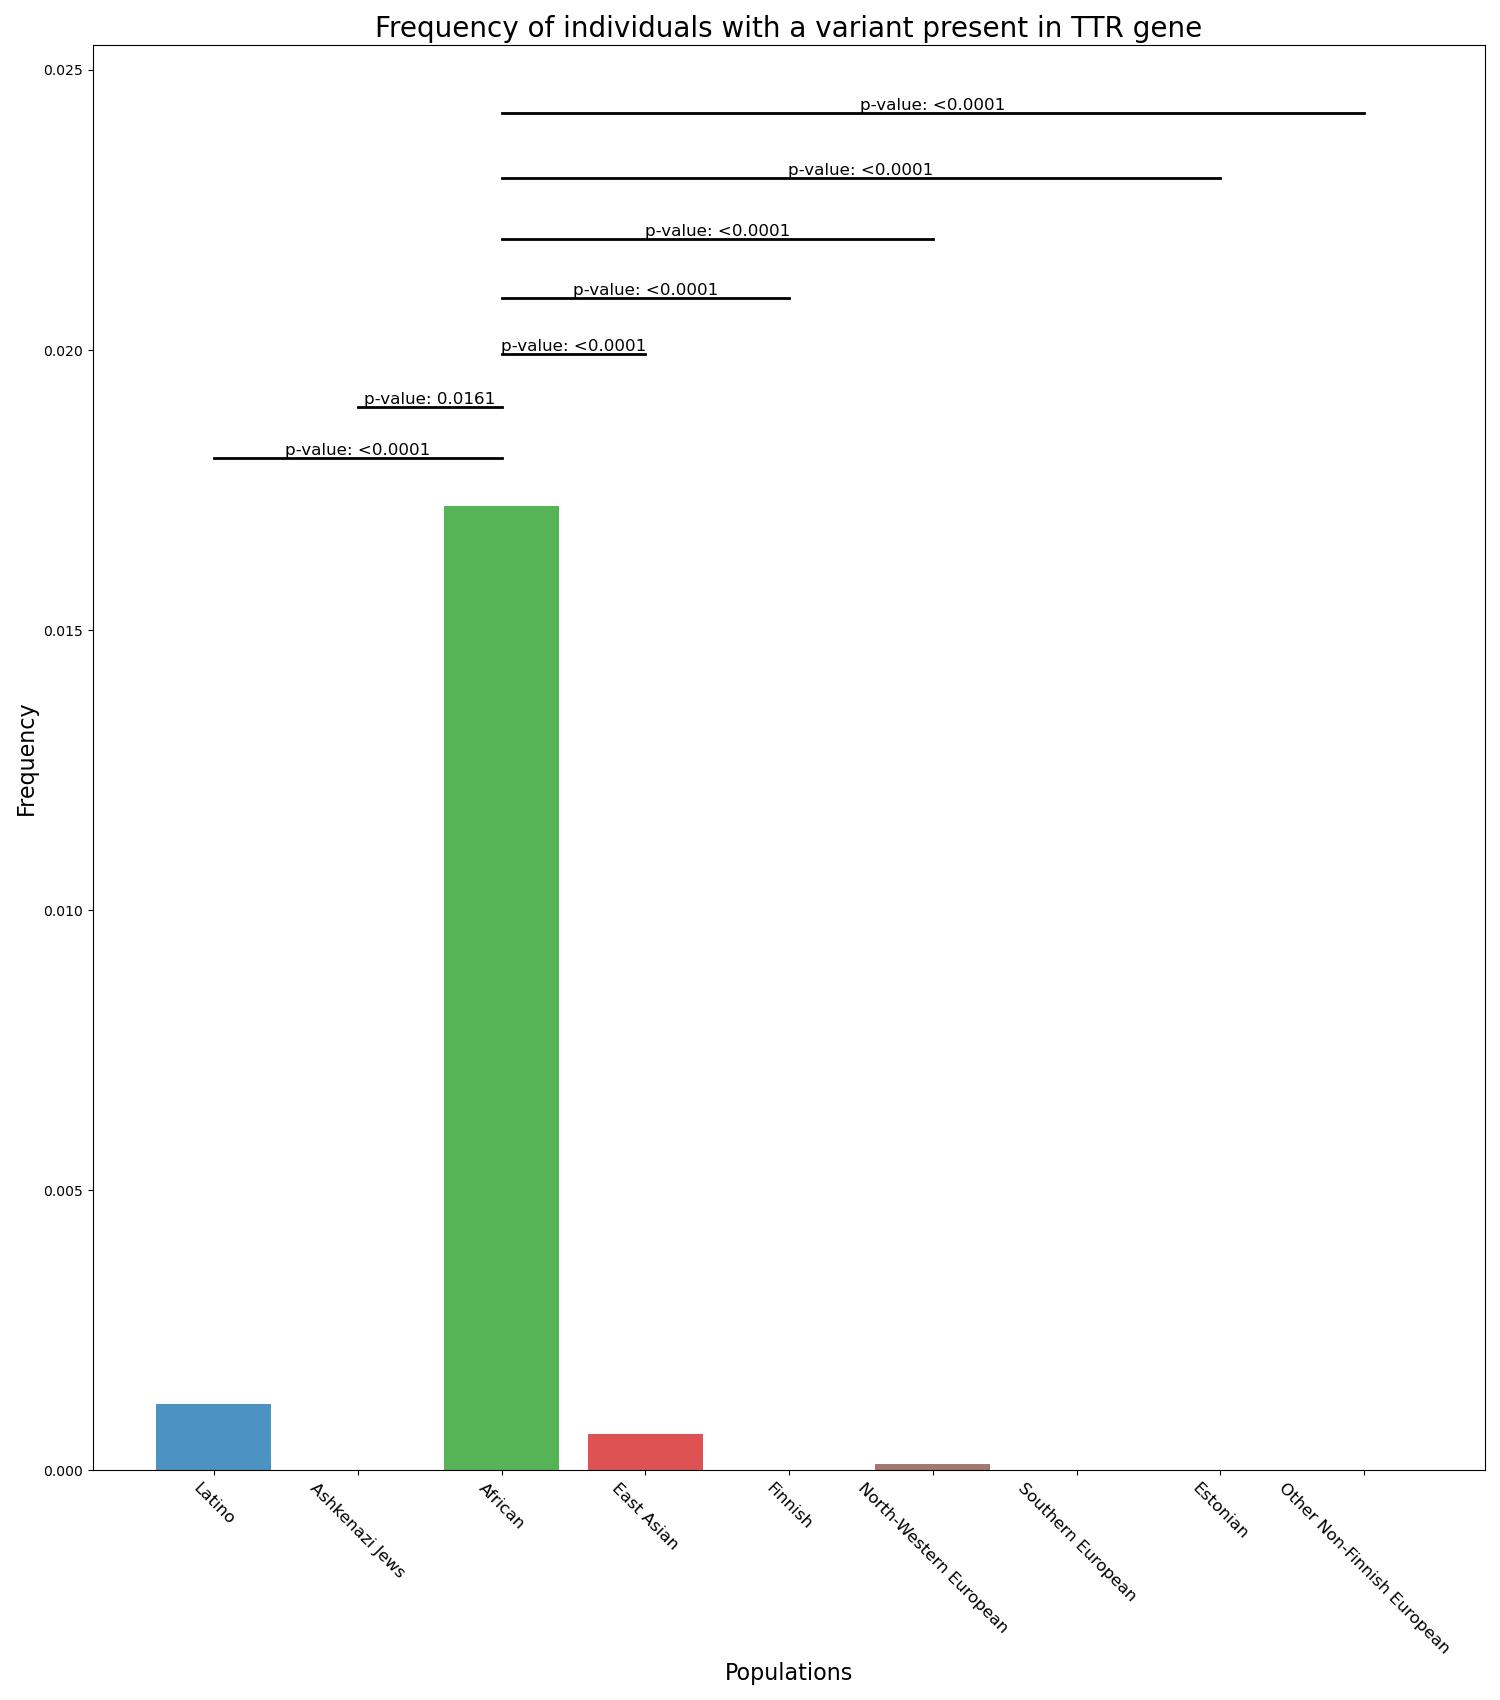 Frequency of individuals with a variant present in TTR gene
0.025
p-value: <0.0001
p-value: <0.0001
p-value: <0.0001
p-value: <0.0001
0.020
p-value: <0.0001
p-value: 0.0161
p-value: <0.0001
0.015
Frequency
0.010
0.005
0.000
Latino
Ashkenazi Jews
African
East Asian
Finnish
North-Western European
Southern European
Estonian
Other Non-Finnish European
Populations